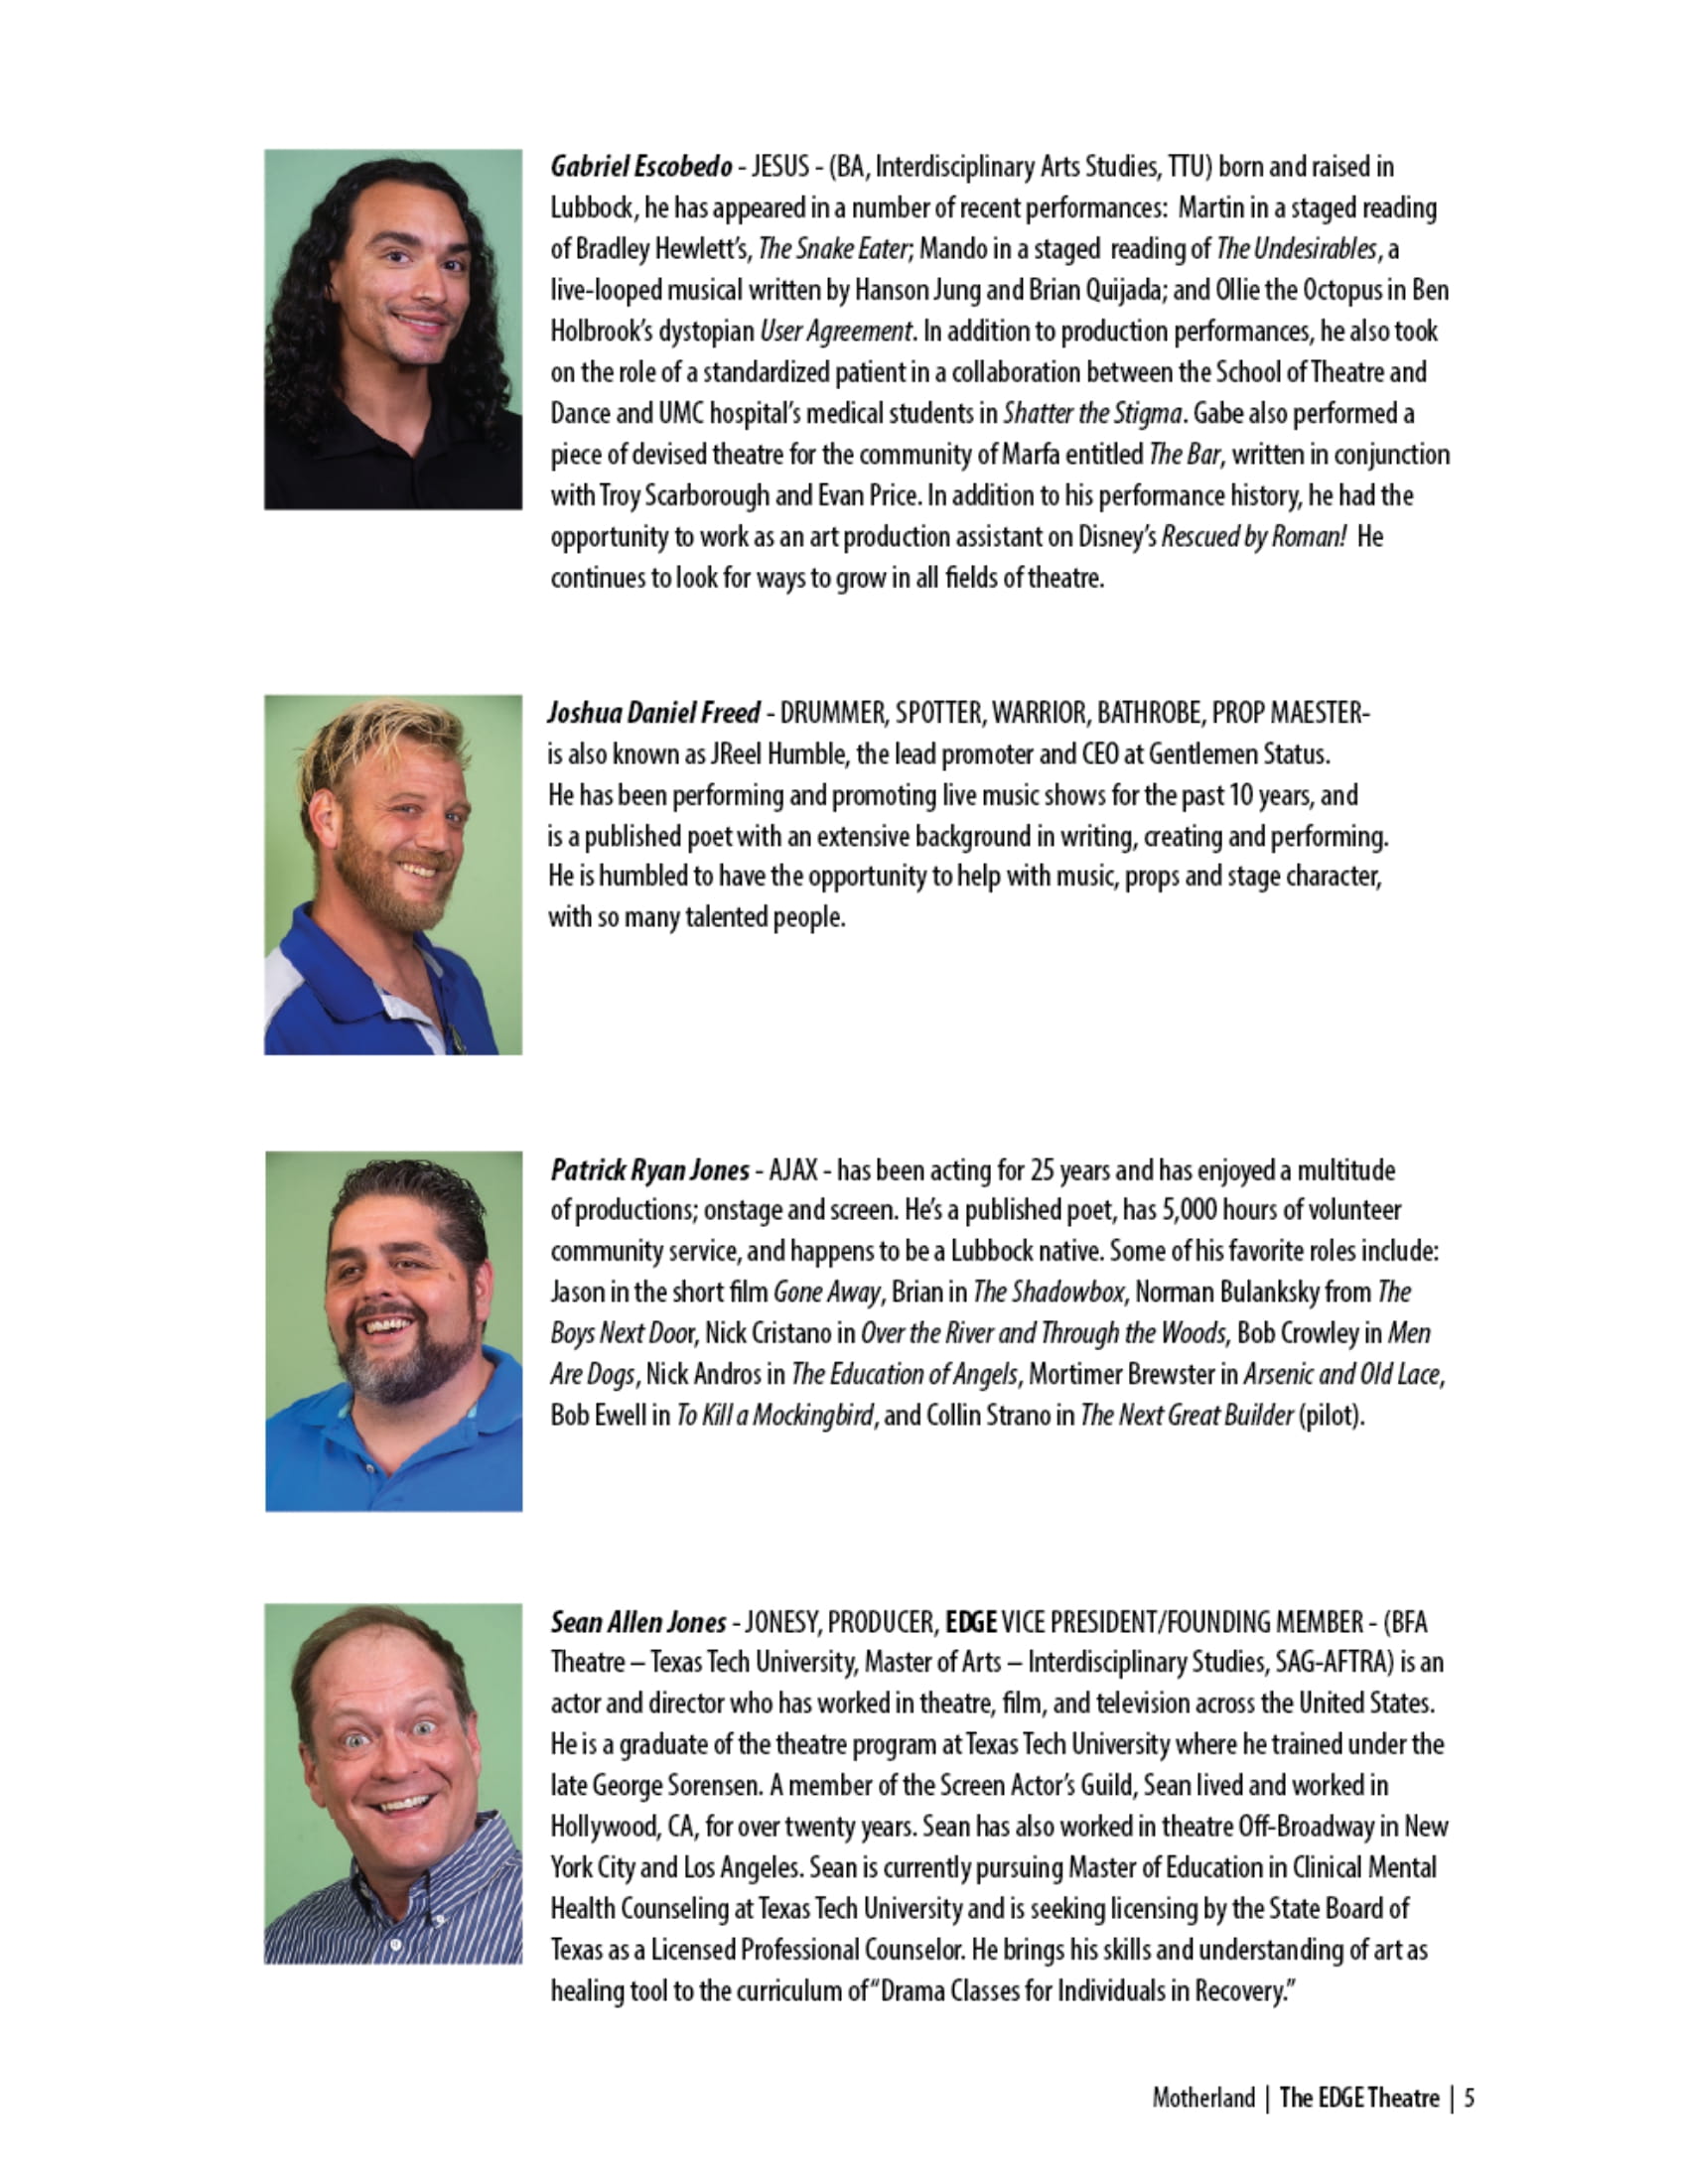 Gabriel Escobedo - JESUS - (BA, Interdisciplinary Arts Studies, TTU) born and raised in
Lubbock, he has appeared in a number of recent performances:  Martin in a staged reading
of Bradley Hewlett's, The Snake Eater; Mando in a staged  reading of The Undesirables, a
live-looped musical written by Hanson Jung and Brian Quijada; and Ollie the Octopus in Ben
Holbrook's dystopian User Agreement. In addition to production performances, he also took
on the role of a standardized patient in a collaboration between the School of Theatre and
Dance and UMC hospital's medical students in Shatter the Stigma. Gabe also performed a
piece of devised theatre for the community of Marfa entitled The Bar, written in conjunction
with Troy Scarborough and Evan Price. In addition to his performance history, he had the
opportunity to work as an art production assistant on Disney's Rescued by Roman!  He
continues to look for ways to grow in all fields of theatre.
Joshua Daniel Freed - DRUMMER, SPOTTER, WARRIOR, BATHROBE, PROP MAESTER-
is also known as JReel Humble, the lead promoter and CEO at Gentlemen Status.
He has been performing and promoting live music shows for the past 10 years, and
is a published poet with an extensive background in writing, creating and performing.
He is humbled to have the opportunity to help with music, props and stage character,
with so many talented people.
Patrick Ryan Jones - AJAX - has been acting for 25 years and has enjoyed a multitude
of productions; onstage and screen. He's a published poet, has 5,000 hours of volunteer
community service, and happens to be a Lubbock native. Some of his favorite roles include:
Jason in the short film Gone Away, Brian in The Shadowbox, Norman Bulanksky from The
Boys Next Door, Nick Cristano in Over the River and Through the Woods, Bob Crowley in Men
Are Dogs, Nick Andros in The Education of Angels, Mortimer Brewster in Arsenic and Old Lace,
Bob Ewell in To Kill a Mockingbird, and Collin Strano in The Next Great Builder (pilot).
Sean Allen Jones - JONESY, PRODUCER, EDGE VICE PRESIDENT/FOUNDING MEMBER - (BFA
Theatre – Texas Tech University, Master of Arts – Interdisciplinary Studies, SAG-AFTRA) is an
actor and director who has worked in theatre, film, and television across the United States.
He is a graduate of the theatre program at Texas Tech University where he trained under the
late George Sorensen. A member of the Screen Actor's Guild, Sean lived and worked in
Hollywood, CA, for over twenty years. Sean has also worked in theatre Off-Broadway in New
York City and Los Angeles. Sean is currently pursuing Master of Education in Clinical Mental
Health Counseling at Texas Tech University and is seeking licensing by the State Board of
Texas as a Licensed Professional Counselor. He brings his skills and understanding of art as
healing tool to the curriculum of "Drama Classes for Individuals in Recovery."
Motherland | The EDGE Theatre | 5